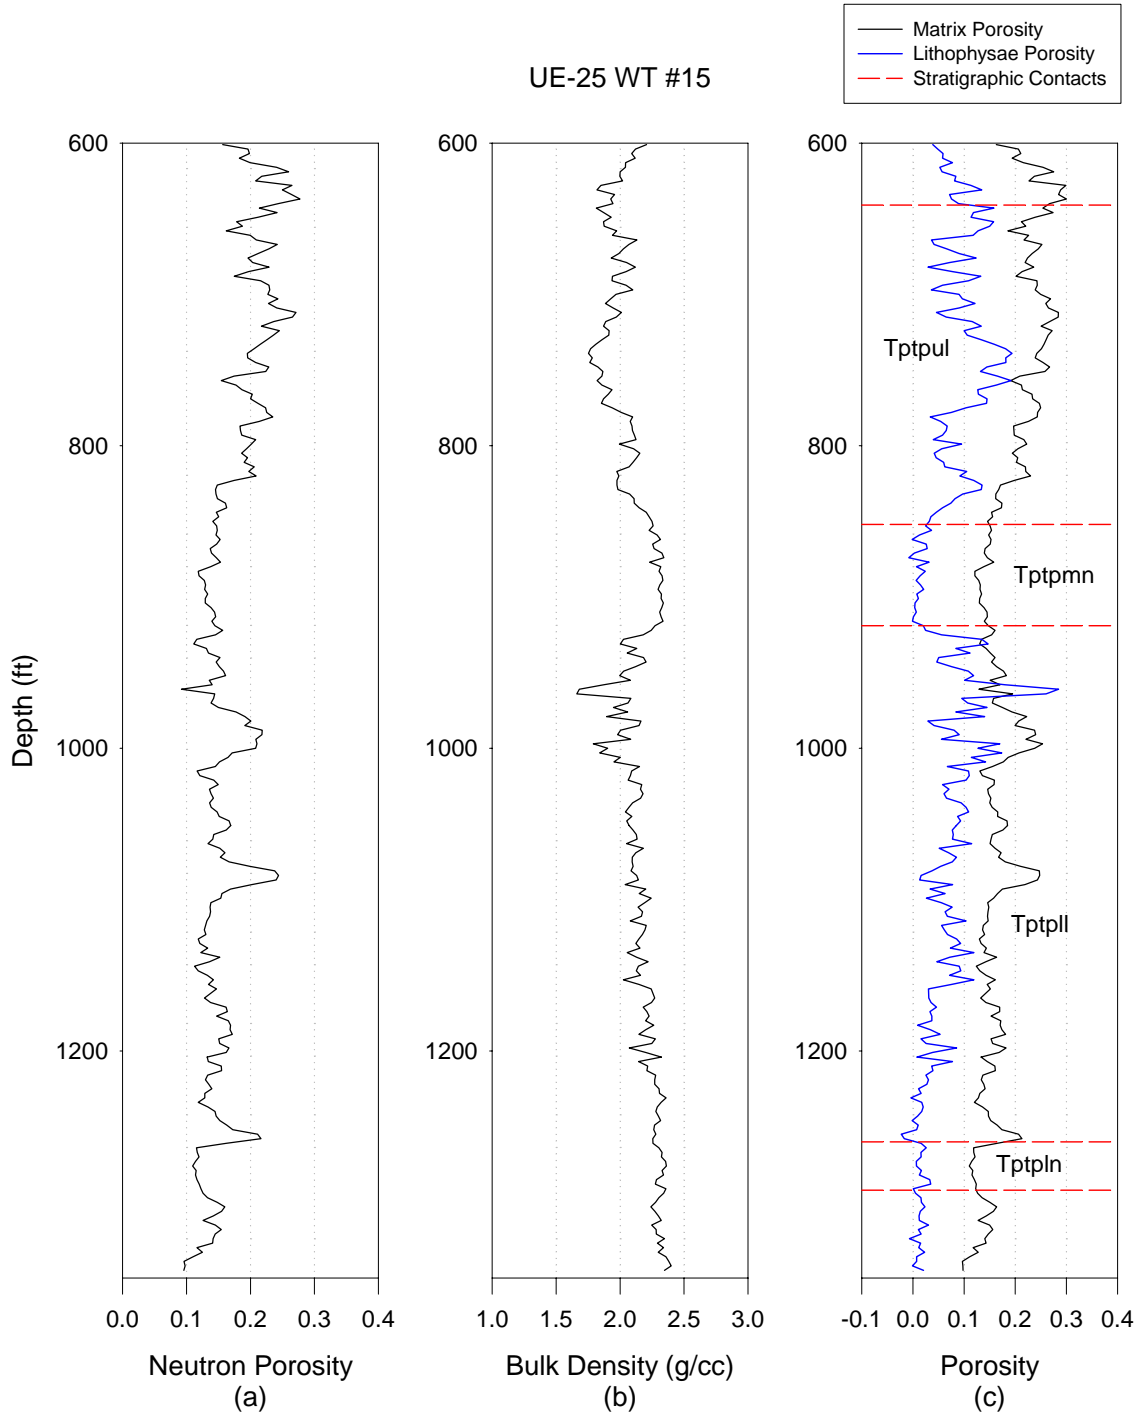 Matrix Porosity
Lithophysae Porosity
Stratigraphic Contacts
UE-25 WT #15
Depth (ft)
600
800
1000
1200
0.0 0.1 0.2 0.3 0.4
Neutron Porosity
(a)
600
800
1000
1200
1.0 1.5 2.0 2.5 3.0
Bulk Density (g/cc)
(b)
600
800
1000
1200
Tptpul
Tptpmn
Tptpll
Tptpln
-0.1 0.0 0.1 0.2 0.3 0.4
Porosity
(c)